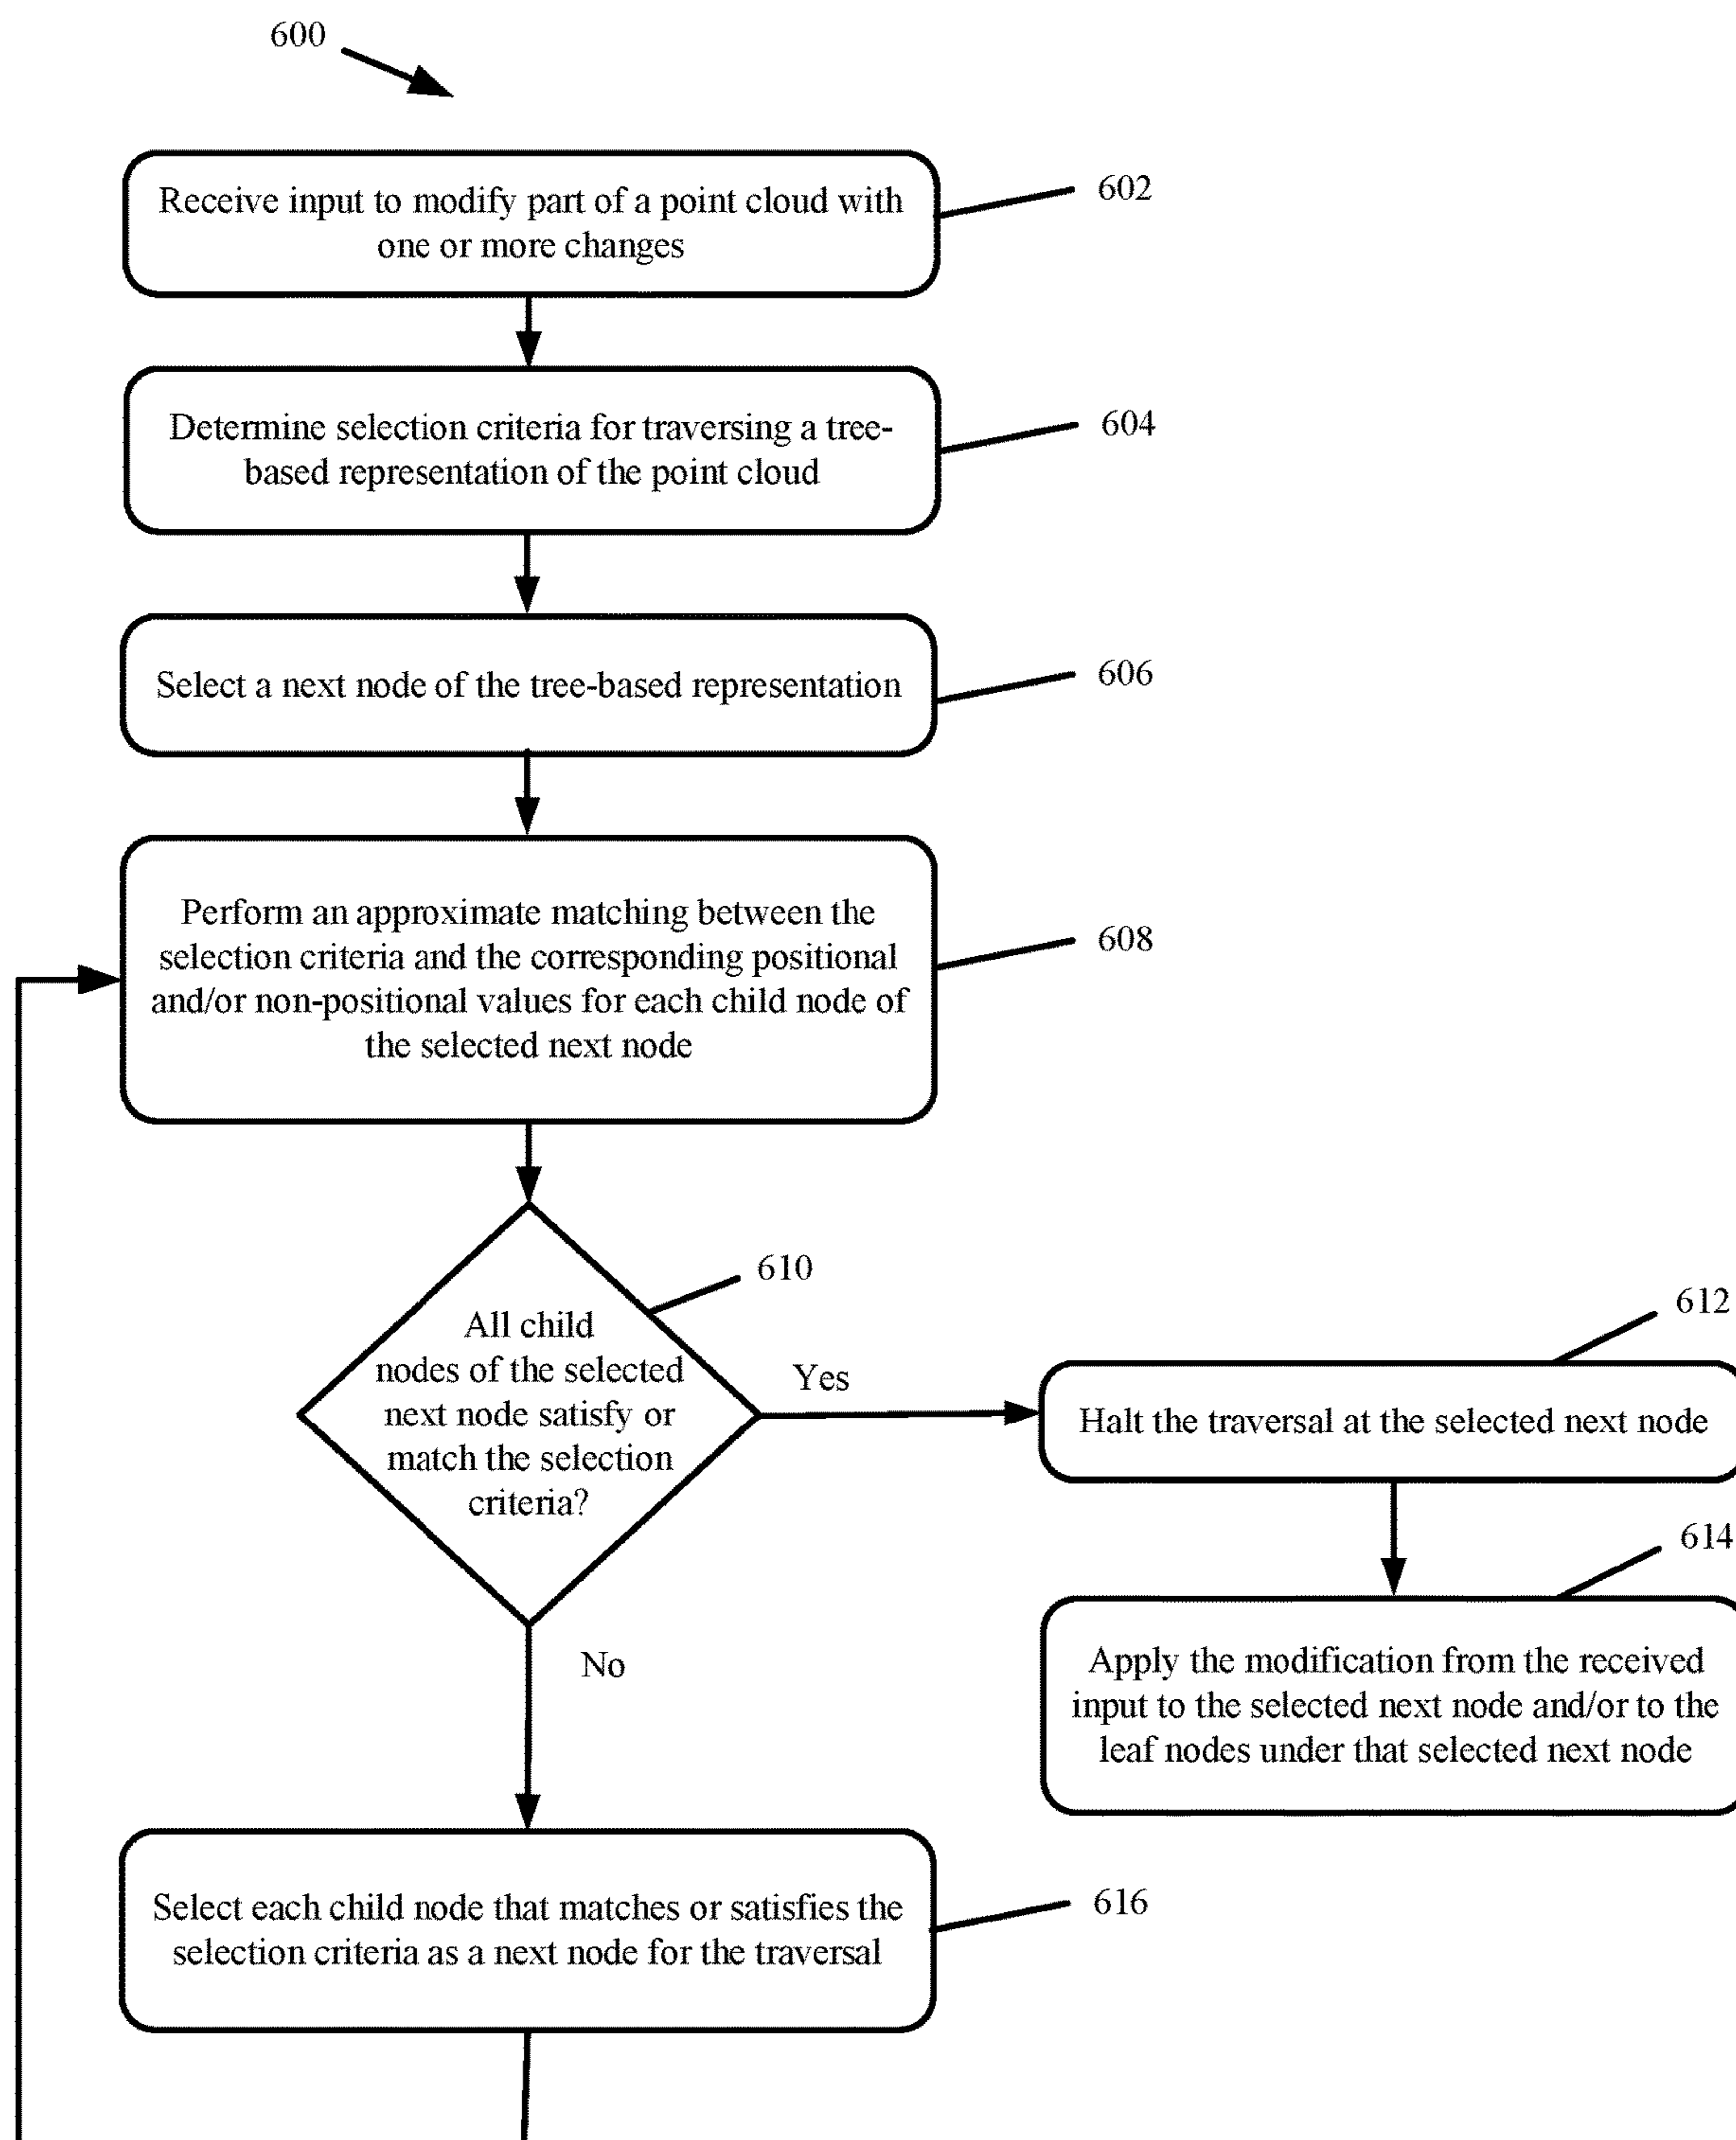 600
Receive input to modify part of a point cloud with
one or more changes
602
Determine selection criteria for traversing a tree-
based representation of the point cloud
604
Select a next node of the tree-based representation
606
Perform an approximate matching between the
selection criteria and the corresponding positional
and/or non-positional values for each child node of
the selected next node
608
All child
nodes of the selected
next node satisfy or
match the selection
criteria?
610
Yes
Halt the traversal at the selected next node
612
Apply the modification from the received
input to the selected next node and/or to the
leaf nodes under that selected next node
614
No
Select each child node that matches or satisfies the
selection criteria as a next node for the traversal
616